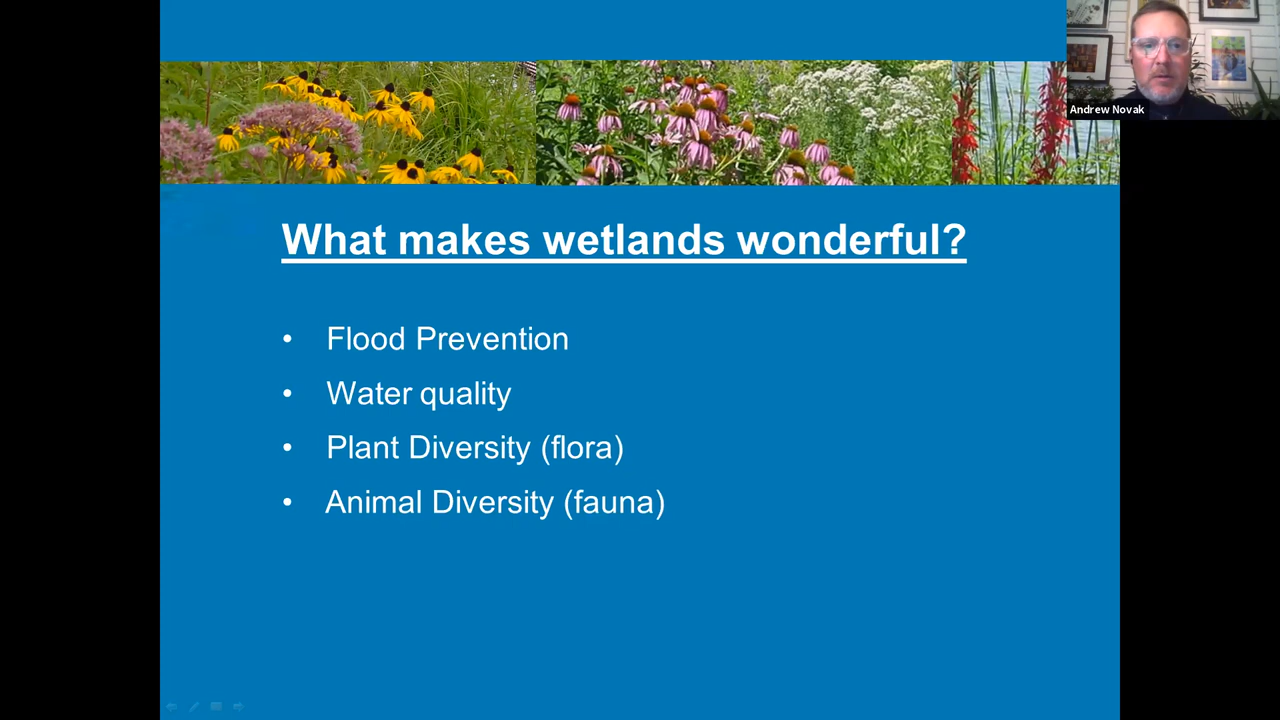 Andrew Novak
What makes wetlands wonderful?
• Flood Prevention
• Water quality
• Plant Diversity (flora)
• Animal Diversity (fauna)